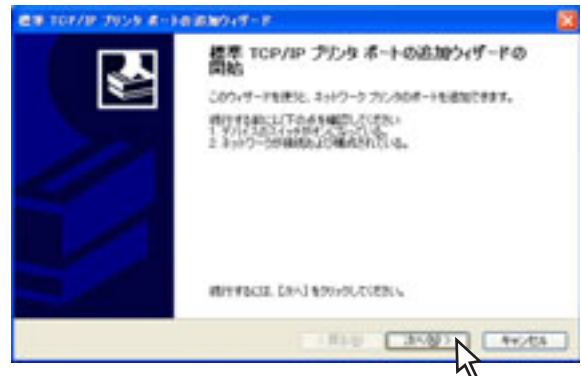 標準 TCP/IP プリンタ ポートの追加ウィザード
標準 TCP/IP プリンタ ポートの追加ウィザードの
開始
このウィザードを使うと、ネットワーク プリンタのポートを追加できます。
続行する前に以下の点を確認してください:
1. デバイスのスイッチがオンになっている。
2. ネットワークが接続および構成されている。
続行するには、[次へ] をクリックしてください。
< 戻る(B)
次へ(N) >
キャンセル